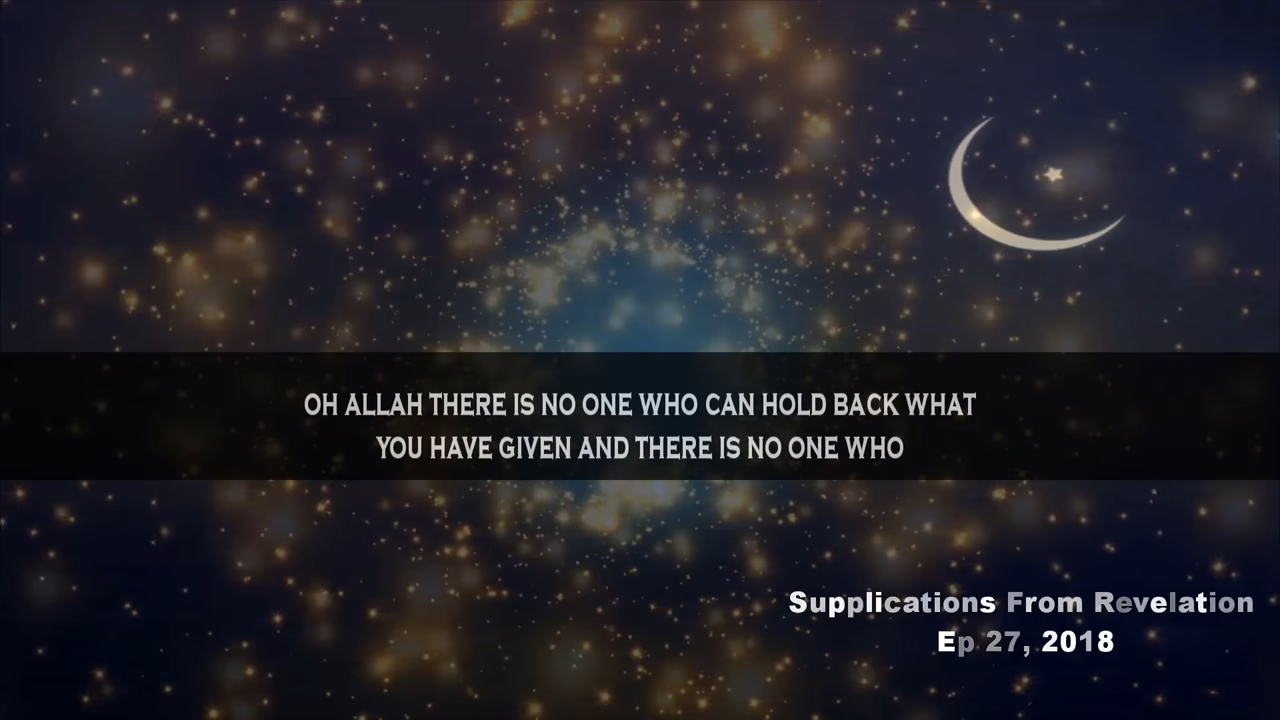 OH ALLAH THERE IS NO ONE WHO CAN HOLD BACK WHAT
YOU HAVE GIVEN AND THERE IS NO ONE WHO
Supplications From Revelation
Ep 27, 2018